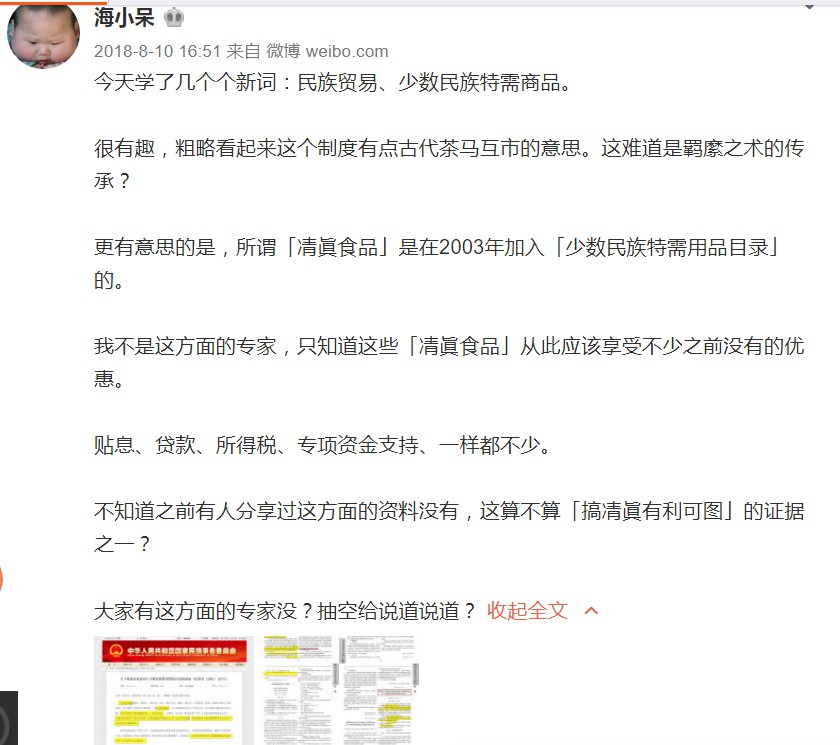 海小呆
2018-8-10 16:51 来自 微博 weibo.com
今天学了几个个新词：民族贸易、少数民族特需商品。
很有趣，粗略看起来这个制度有点古代茶马互市的意思。这难道是羁縻之术的传
承？
更有意思的是，所谓「凊眞食品」是在2003年加入「少数民族特需用品目录」
的。
我不是这方面的专家，只知道这些「凊眞食品」从此应该享受不少之前没有的优
惠。
贴息、贷款、所得税、专项资金支持、一样都不少。
不知道之前有人分享过这方面的资料没有，这算不算「搞凊眞有利可图」的证据
之一？
大家有这方面的专家没？抽空给说道说道？ 收起全文
中华人民共和国国家民族事务委员会